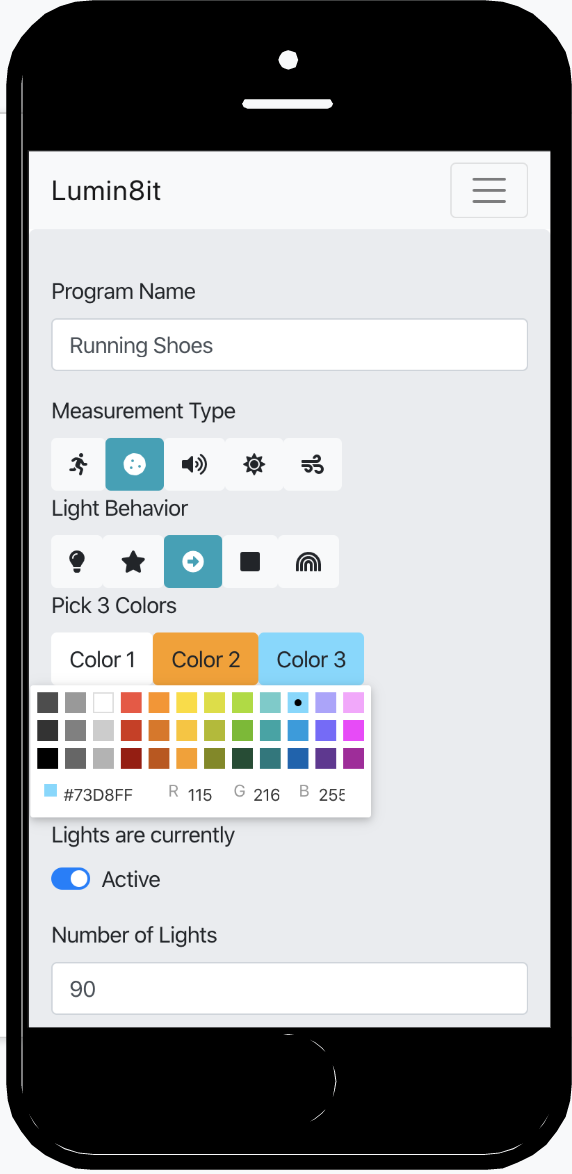 Lumin8it
Program Name
Running Shoes
Measurement Type
Light Behavior
Pick 3 Colors
Color 1 Color 2 Color 3
#73D8FF R 115 G 216 B 255
Lights are currently
Active
Number of Lights
90